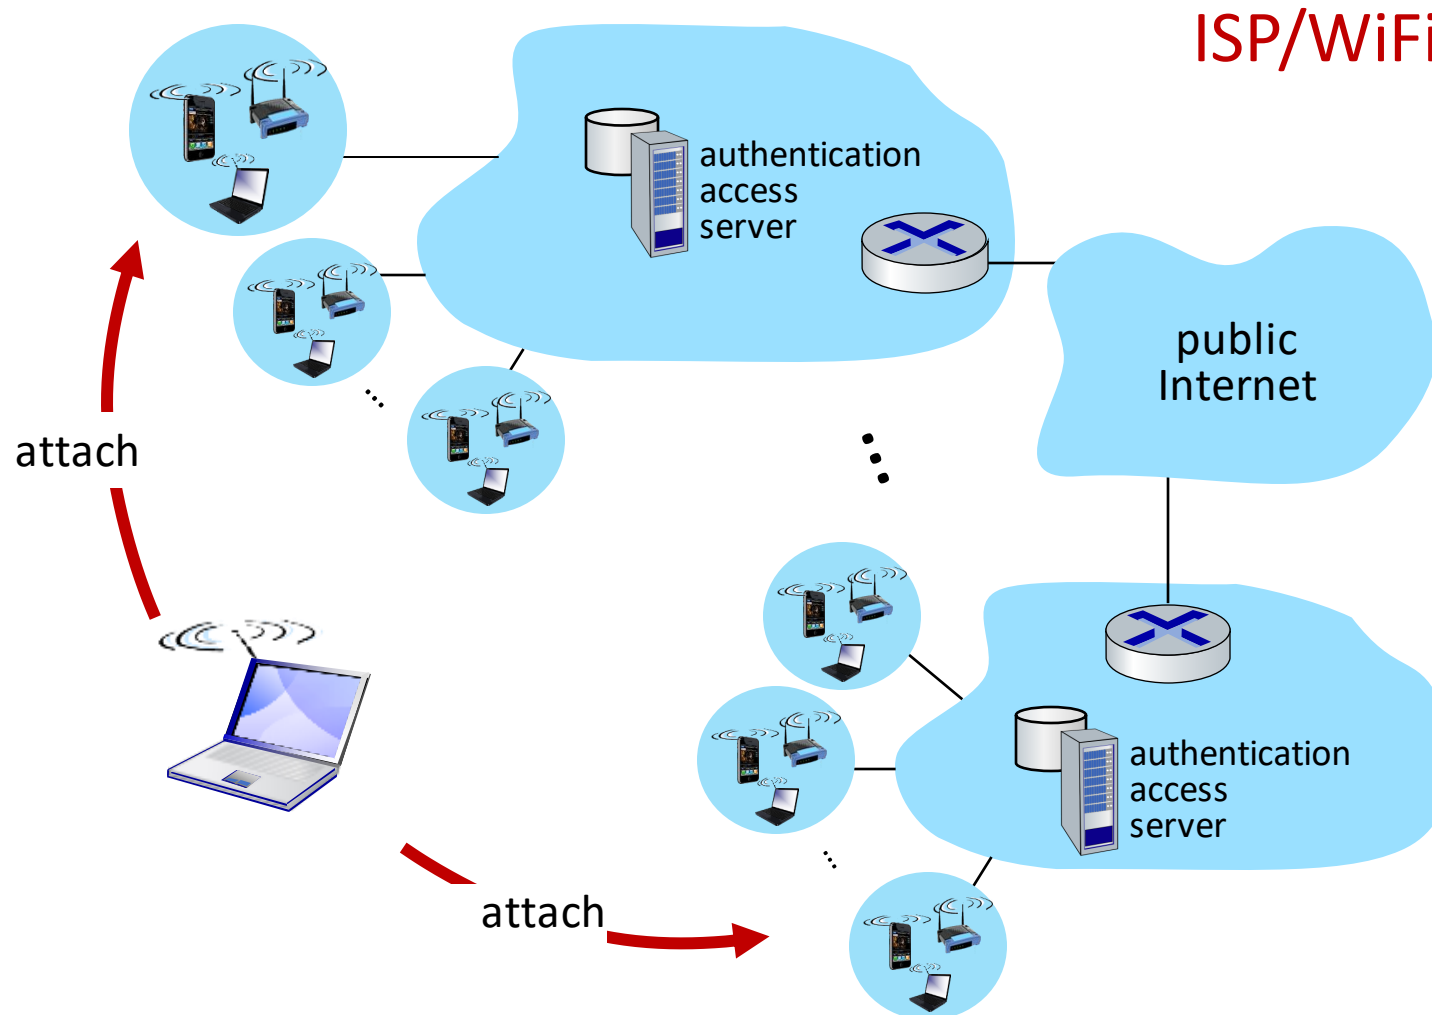 ISP/WiFi
authentication
access
server
public
Internet
attach
authentication
access
server
attach